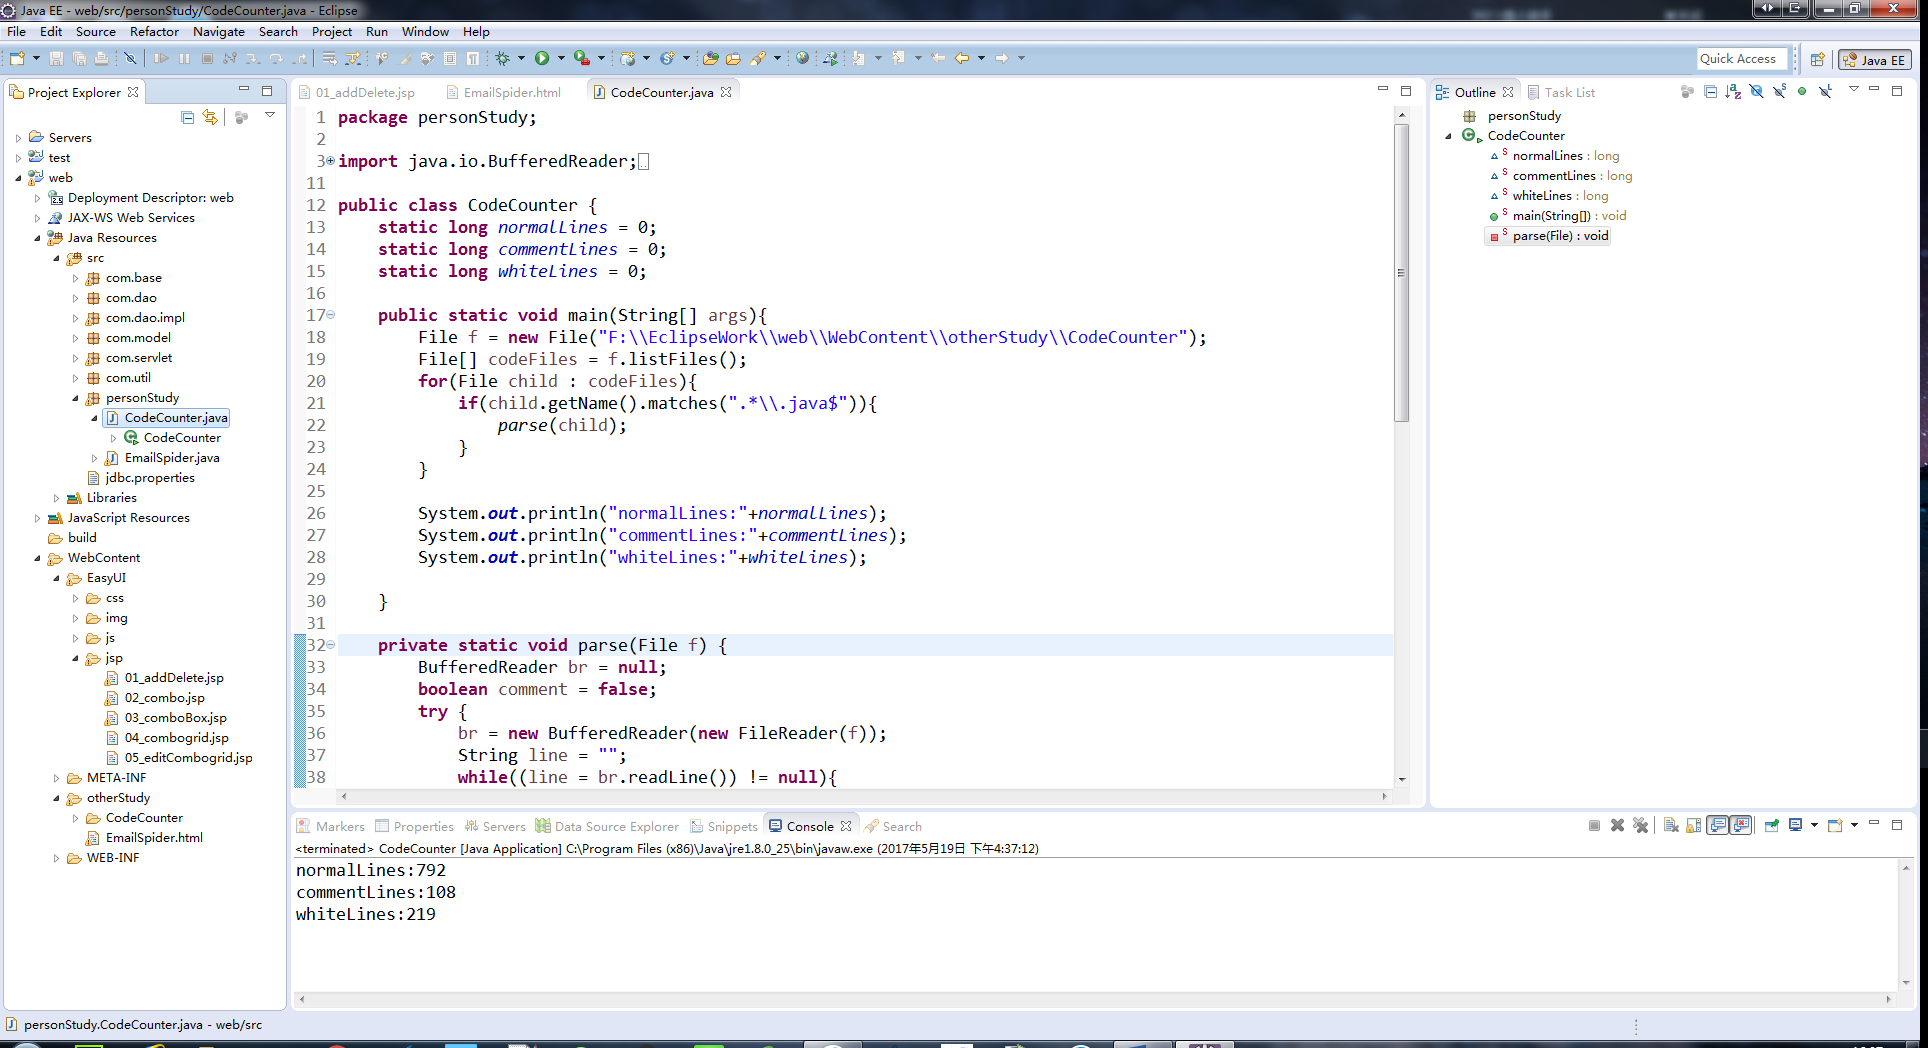 Java EE - web/src/personStudy/CodeCounter.java - Eclipse
File Edit Source Refactor Navigate Search Project Run Window Help
Quick Access
Java EE
Project Explorer
Servers
test
web
Deployment Descriptor: web
JAX-WS Web Services
Java Resources
src
com.base
com.dao
com.dao.impl
com.model
com.servlet
com.util
personStudy
CodeCounter.java
CodeCounter
EmailSpider.java
jdbc.properties
Libraries
JavaScript Resources
build
WebContent
EasyUI
css
img
js
jsp
01_addDelete.jsp
02_combo.jsp
03_comboBox.jsp
04_combogrid.jsp
05_editCombogrid.jsp
META-INF
otherStudy
CodeCounter
EmailSpider.html
WEB-INF
01_addDelete.jsp EmailSpider.html CodeCounter.java
1 package personStudy;
2
3 import java.io.BufferedReader;
11
12 public class CodeCounter {
13 static long normalLines = 0;
14 static long commentLines = 0;
15 static long whiteLines = 0;
16
17 public static void main(String[] args){
18 File f = new File("F:\\EclipseWork\\web\\WebContent\\otherStudy\\CodeCounter");
19 File[] codeFiles = f.listFiles();
20 for(File child : codeFiles){
21 if(child.getName().matches(".*\\.java$")){
22 parse(child);
23 }
24 }
25
26 System.out.println("normalLines:"+normalLines);
27 System.out.println("commentLines:"+commentLines);
28 System.out.println("whiteLines:"+whiteLines);
29
30 }
31
32 private static void parse(File f) {
33 BufferedReader br = null;
34 boolean comment = false;
35 try {
36 br = new BufferedReader(new FileReader(f));
37 String line = "";
38 while((line = br.readLine()) != null){
Outline Task List
personStudy
CodeCounter
normalLines : long
commentLines : long
whiteLines : long
main(String[]) : void
parse(File) : void
Markers Properties Servers Data Source Explorer Snippets Console Search
<terminated> CodeCounter [Java Application] C:\Program Files (x86)\Java\jre1.8.0_25\bin\javaw.exe (2017年5月19日 下午4:37:12)
normalLines:792
commentLines:108
whiteLines:219
personStudy.CodeCounter.java - web/src